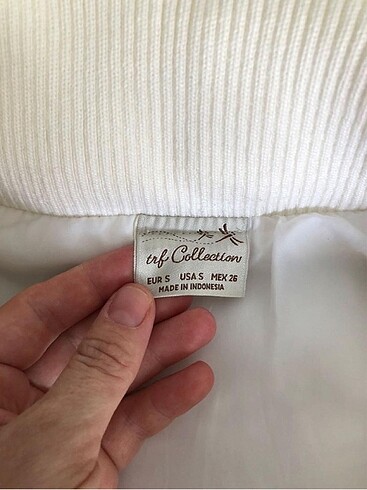 trf Collection
EUR S USA S MEX 26
MADE IN INDONESIA